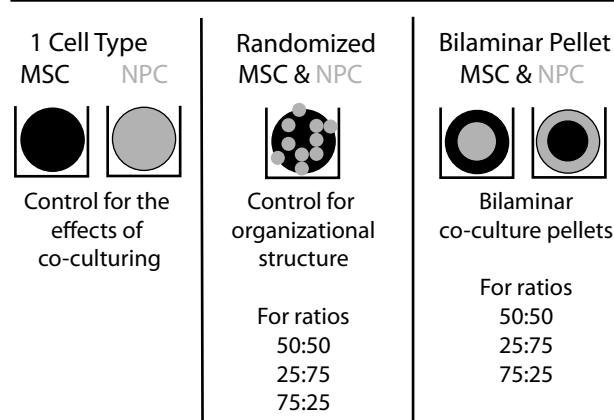 1 Cell Type
MSC NPC
Control for the
effects of
co-culturing
Randomized
MSC & NPC
Control for
organizational
structure
For ratios
50:50
25:75
75:25
Bilaminar Pellet
MSC & NPC
Bilaminar
co-culture pellets
For ratios
50:50
25:75
75:25